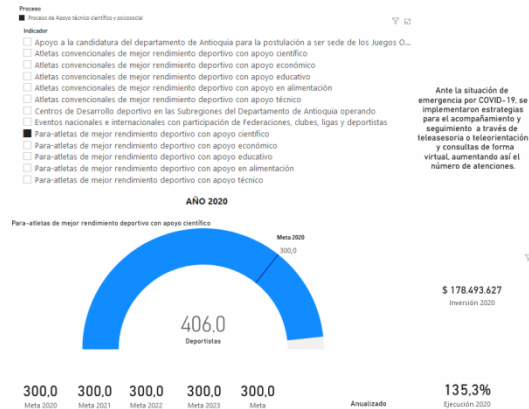 Proceso
Proceso de Apoyo técnico científico y psicosocial
Indicador
Apoyo a la candidatura del departamento de Antioquia para la postulación a ser sede de los Juegos O...
Atletas convencionales de mejor rendimiento deportivo con apoyo científico
Atletas convencionales de mejor rendimiento deportivo con apoyo económico
Atletas convencionales de mejor rendimiento deportivo con apoyo educativo
Atletas convencionales de mejor rendimiento deportivo con apoyo en alimentación
Atletas convencionales de mejor rendimiento deportivo con apoyo técnico
Centros de Desarrollo deportivo en las Subregiones del Departamento de Antioquia operando
Eventos nacionales e internacionales con participación de Federaciones, clubes, ligas y deportistas
Para-atletas de mejor rendimiento deportivo con apoyo científico
Para-atletas de mejor rendimiento deportivo con apoyo económico
Para-atletas de mejor rendimiento deportivo con apoyo educativo
Para-atletas de mejor rendimiento deportivo con apoyo en alimentación
Para-atletas de mejor rendimiento deportivo con apoyo técnico
Ante la situación de
emergencia por COVID-19, se
implementaron estrategias
para el acompañamiento y
seguimiento a través de
teleasesoria o teleorientación
y consultas de forma
virtual, aumentando así el
número de atenciones.
AÑO 2020
Para-atletas de mejor rendimiento deportivo con apoyo científico
Meta 2020
300,0
406,0
Deportistas
$ 178.493.627
Inversión 2020
300,0 300,0 300,0 300,0 300,0
Meta 2020 Meta 2021 Meta 2022 Meta 2023 Meta
Anualizado
135,3%
Ejecución 2020